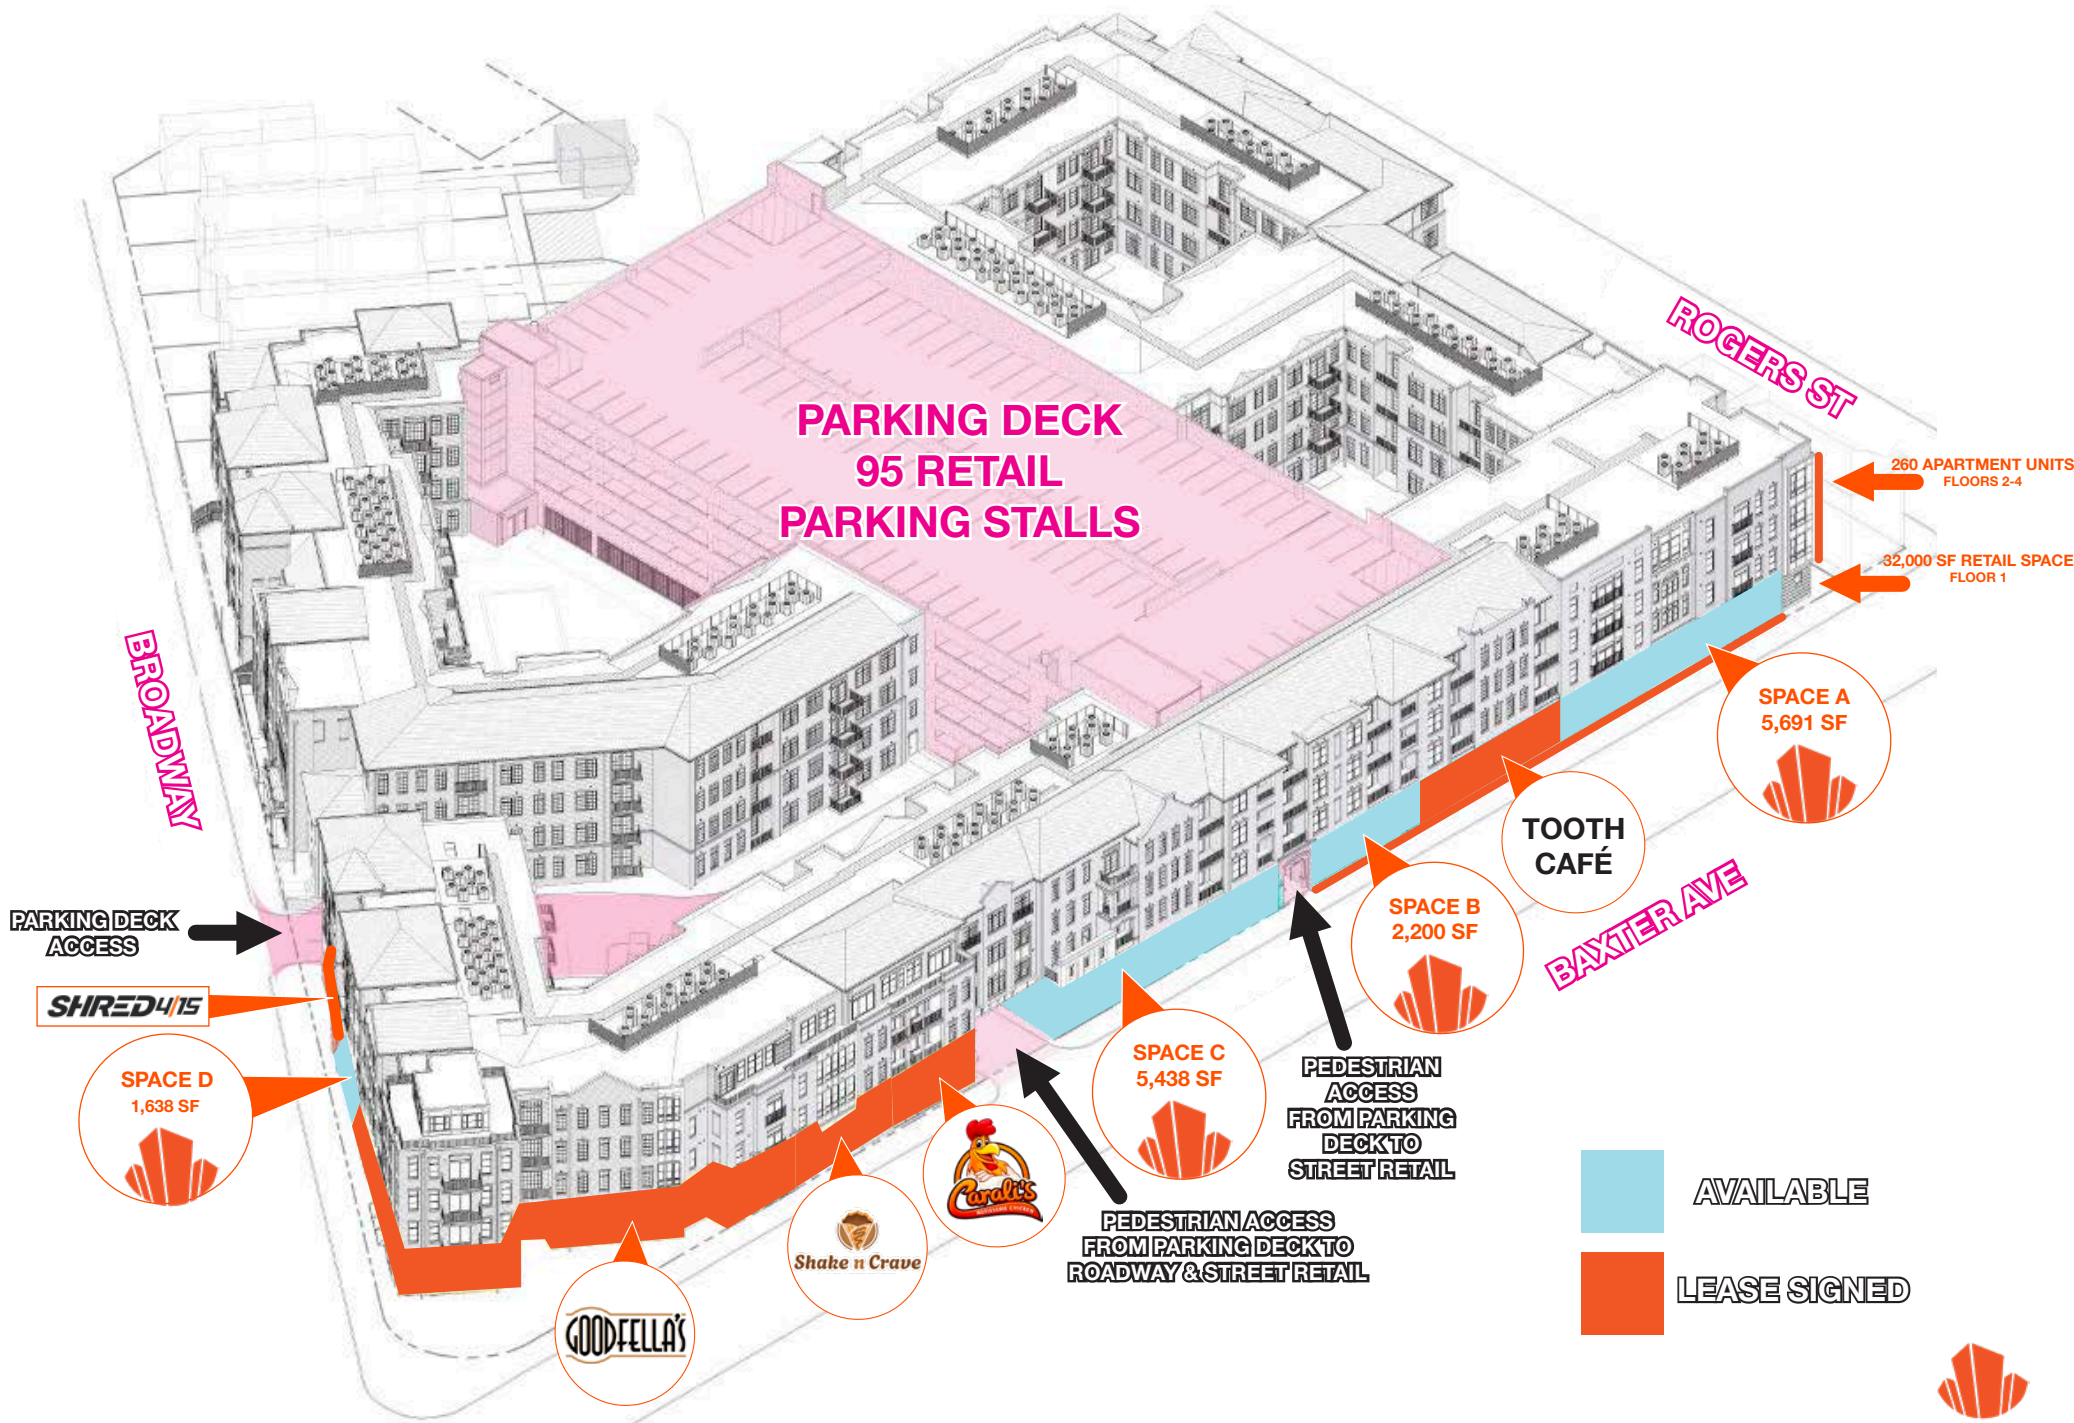 ROGERS ST
PARKING DECK
95 RETAIL
PARKING STALLS
260 APARTMENT UNITS
FLOORS 2-4
32,000 SF RETAIL SPACE
FLOOR 1
BROADWAY
SPACE A
5,691 SF
TOOTH
CAFÉ
BAXTER AVE
SPACE B
2,200 SF
PARKING DECK
ACCESS
SHRED415
SPACE D
1,638 SF
SPACE C
5,438 SF
PEDESTRIAN
ACCESS
FROM PARKING
DECK TO
STREET RETAIL
Carali's
ROTISSERIE CHICKEN
Shake n Crave
PEDESTRIAN ACCESS
FROM PARKING DECK TO
ROADWAY & STREET RETAIL
GOODFELLA'S
AVAILABLE
LEASE SIGNED